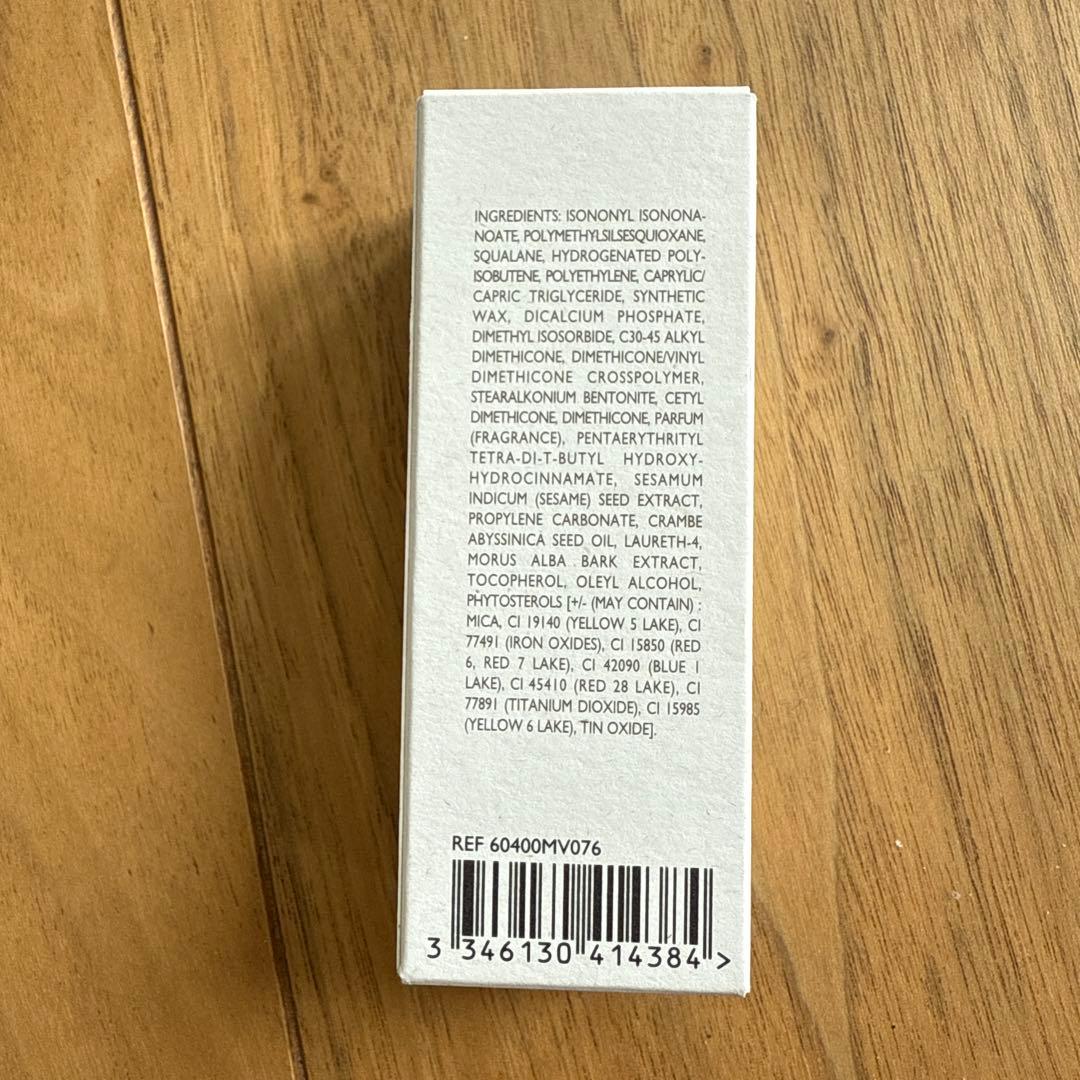 INGREDIENTS: ISONONYL ISONONA-
NOATE, POLYMETHYLSILSESQUIOXANE,
SQUALANE, HYDROGENATED POLY-
ISOBUTENE, POLYETHYLENE, CAPRYLIC/
CAPRIC TRIGLYCERIDE, SYNTHETIC
WAX, DICALCIUM PHOSPHATE,
DIMETHYL ISOSORBIDE, C30-45 ALKYL
DIMETHICONE, DIMETHICONE/VINYL
DIMETHICONE CROSSPOLYMER,
STEARALKONIUM BENTONITE, CETYL
DIMETHICONE, DIMETHICONE, PARFUM
(FRAGRANCE), PENTAERYTHRITYL
TETRA-DI-T-BUTYL HYDROXY-
HYDROCINNAMATE, SESAMUM
INDICUM (SESAME) SEED EXTRACT,
PROPYLENE CARBONATE, CRAMBE
ABYSSINICA SEED OIL, LAURETH-4,
MORUS ALBA BARK EXTRACT,
TOCOPHEROL, OLEYL ALCOHOL,
PHYTOSTEROLS [+/- (MAY CONTAIN) :
MICA, CI 19140 (YELLOW 5 LAKE), CI
77491 (IRON OXIDES), CI 15850 (RED
6, RED 7 LAKE), CI 42090 (BLUE 1
LAKE), CI 45410 (RED 28 LAKE), CI
77891 (TITANIUM DIOXIDE), CI 15985
(YELLOW 6 LAKE), TIN OXIDE].
REF 60400MV076
3 346130 414384 >